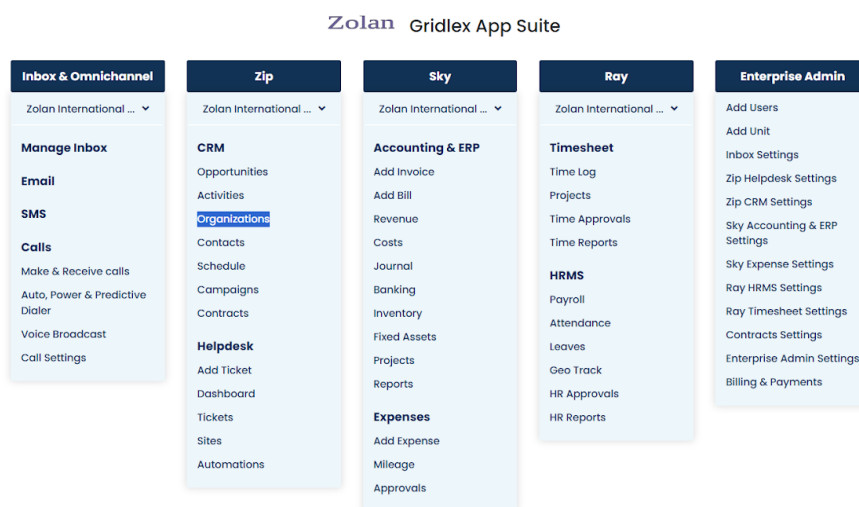 Zolan Gridlex App Suite
Inbox & Omnichannel
Zolan International ...
Manage Inbox
Email
SMS
Calls
Make & Receive calls
Auto, Power & Predictive
Dialer
Voice Broadcast
Call Settings
Zip
Zolan International ...
CRM
Opportunities
Activities
Organizations
Contacts
Schedule
Campaigns
Contracts
Helpdesk
Add Ticket
Dashboard
Tickets
Sites
Automations
Sky
Zolan International ...
Accounting & ERP
Add Invoice
Add Bill
Revenue
Costs
Journal
Banking
Inventory
Fixed Assets
Projects
Reports
Expenses
Add Expense
Mileage
Approvals
Ray
Zolan International ...
Timesheet
Time Log
Projects
Time Approvals
Time Reports
HRMS
Payroll
Attendance
Leaves
Geo Track
HR Approvals
HR Reports
Enterprise Admin
Add Users
Add Unit
Inbox Settings
Zip Helpdesk Settings
Zip CRM Settings
Sky Accounting & ERP
Settings
Sky Expense Settings
Ray HRMS Settings
Ray Timesheet Settings
Contracts Settings
Enterprise Admin Settings
Billing & Payments